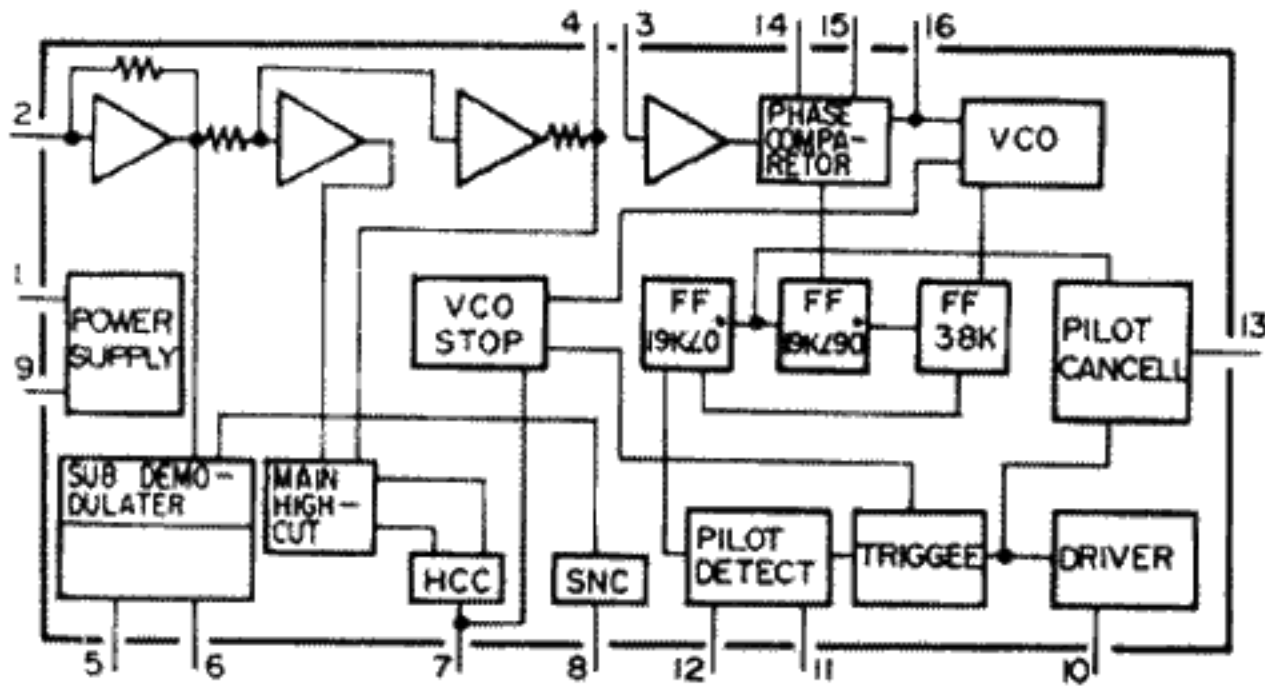 4 3 14 15 16
2
PHASE
COMPA-
RETOR
VCO
1
POWER
SUPPLY
9
VCO
STOP
FF
19K∠0
FF
19K∠90
FF
38K
PILOT
CANCELL
13
SUB DEMO-
DULATER
MAIN
HIGH-
CUT
HCC
SNC
PILOT
DETECT
TRIGGEE
DRIVER
5 6 7 8 12 11 10